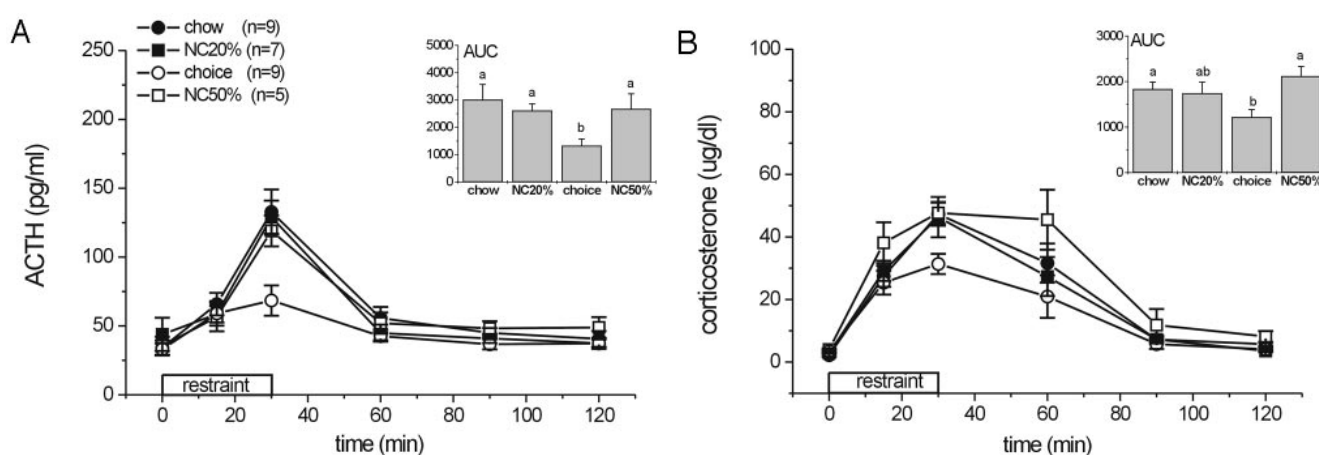 A
chow (n=9)
NC20% (n=7)
choice (n=9)
NC50% (n=5)
ACTH (pg/ml)
250
200
150
100
50
0
restraint
0 20 40 60 80 100 120
time (min)
AUC
5000
4000
3000
2000
1000
0
a a b a
chow NC20% choice NC50%
B
corticosterone (ug/dl)
100
80
60
40
20
0
restraint
0 20 40 60 80 100 120
time (min)
AUC
3000
2000
1000
0
a ab b a
chow NC20% choice NC50%